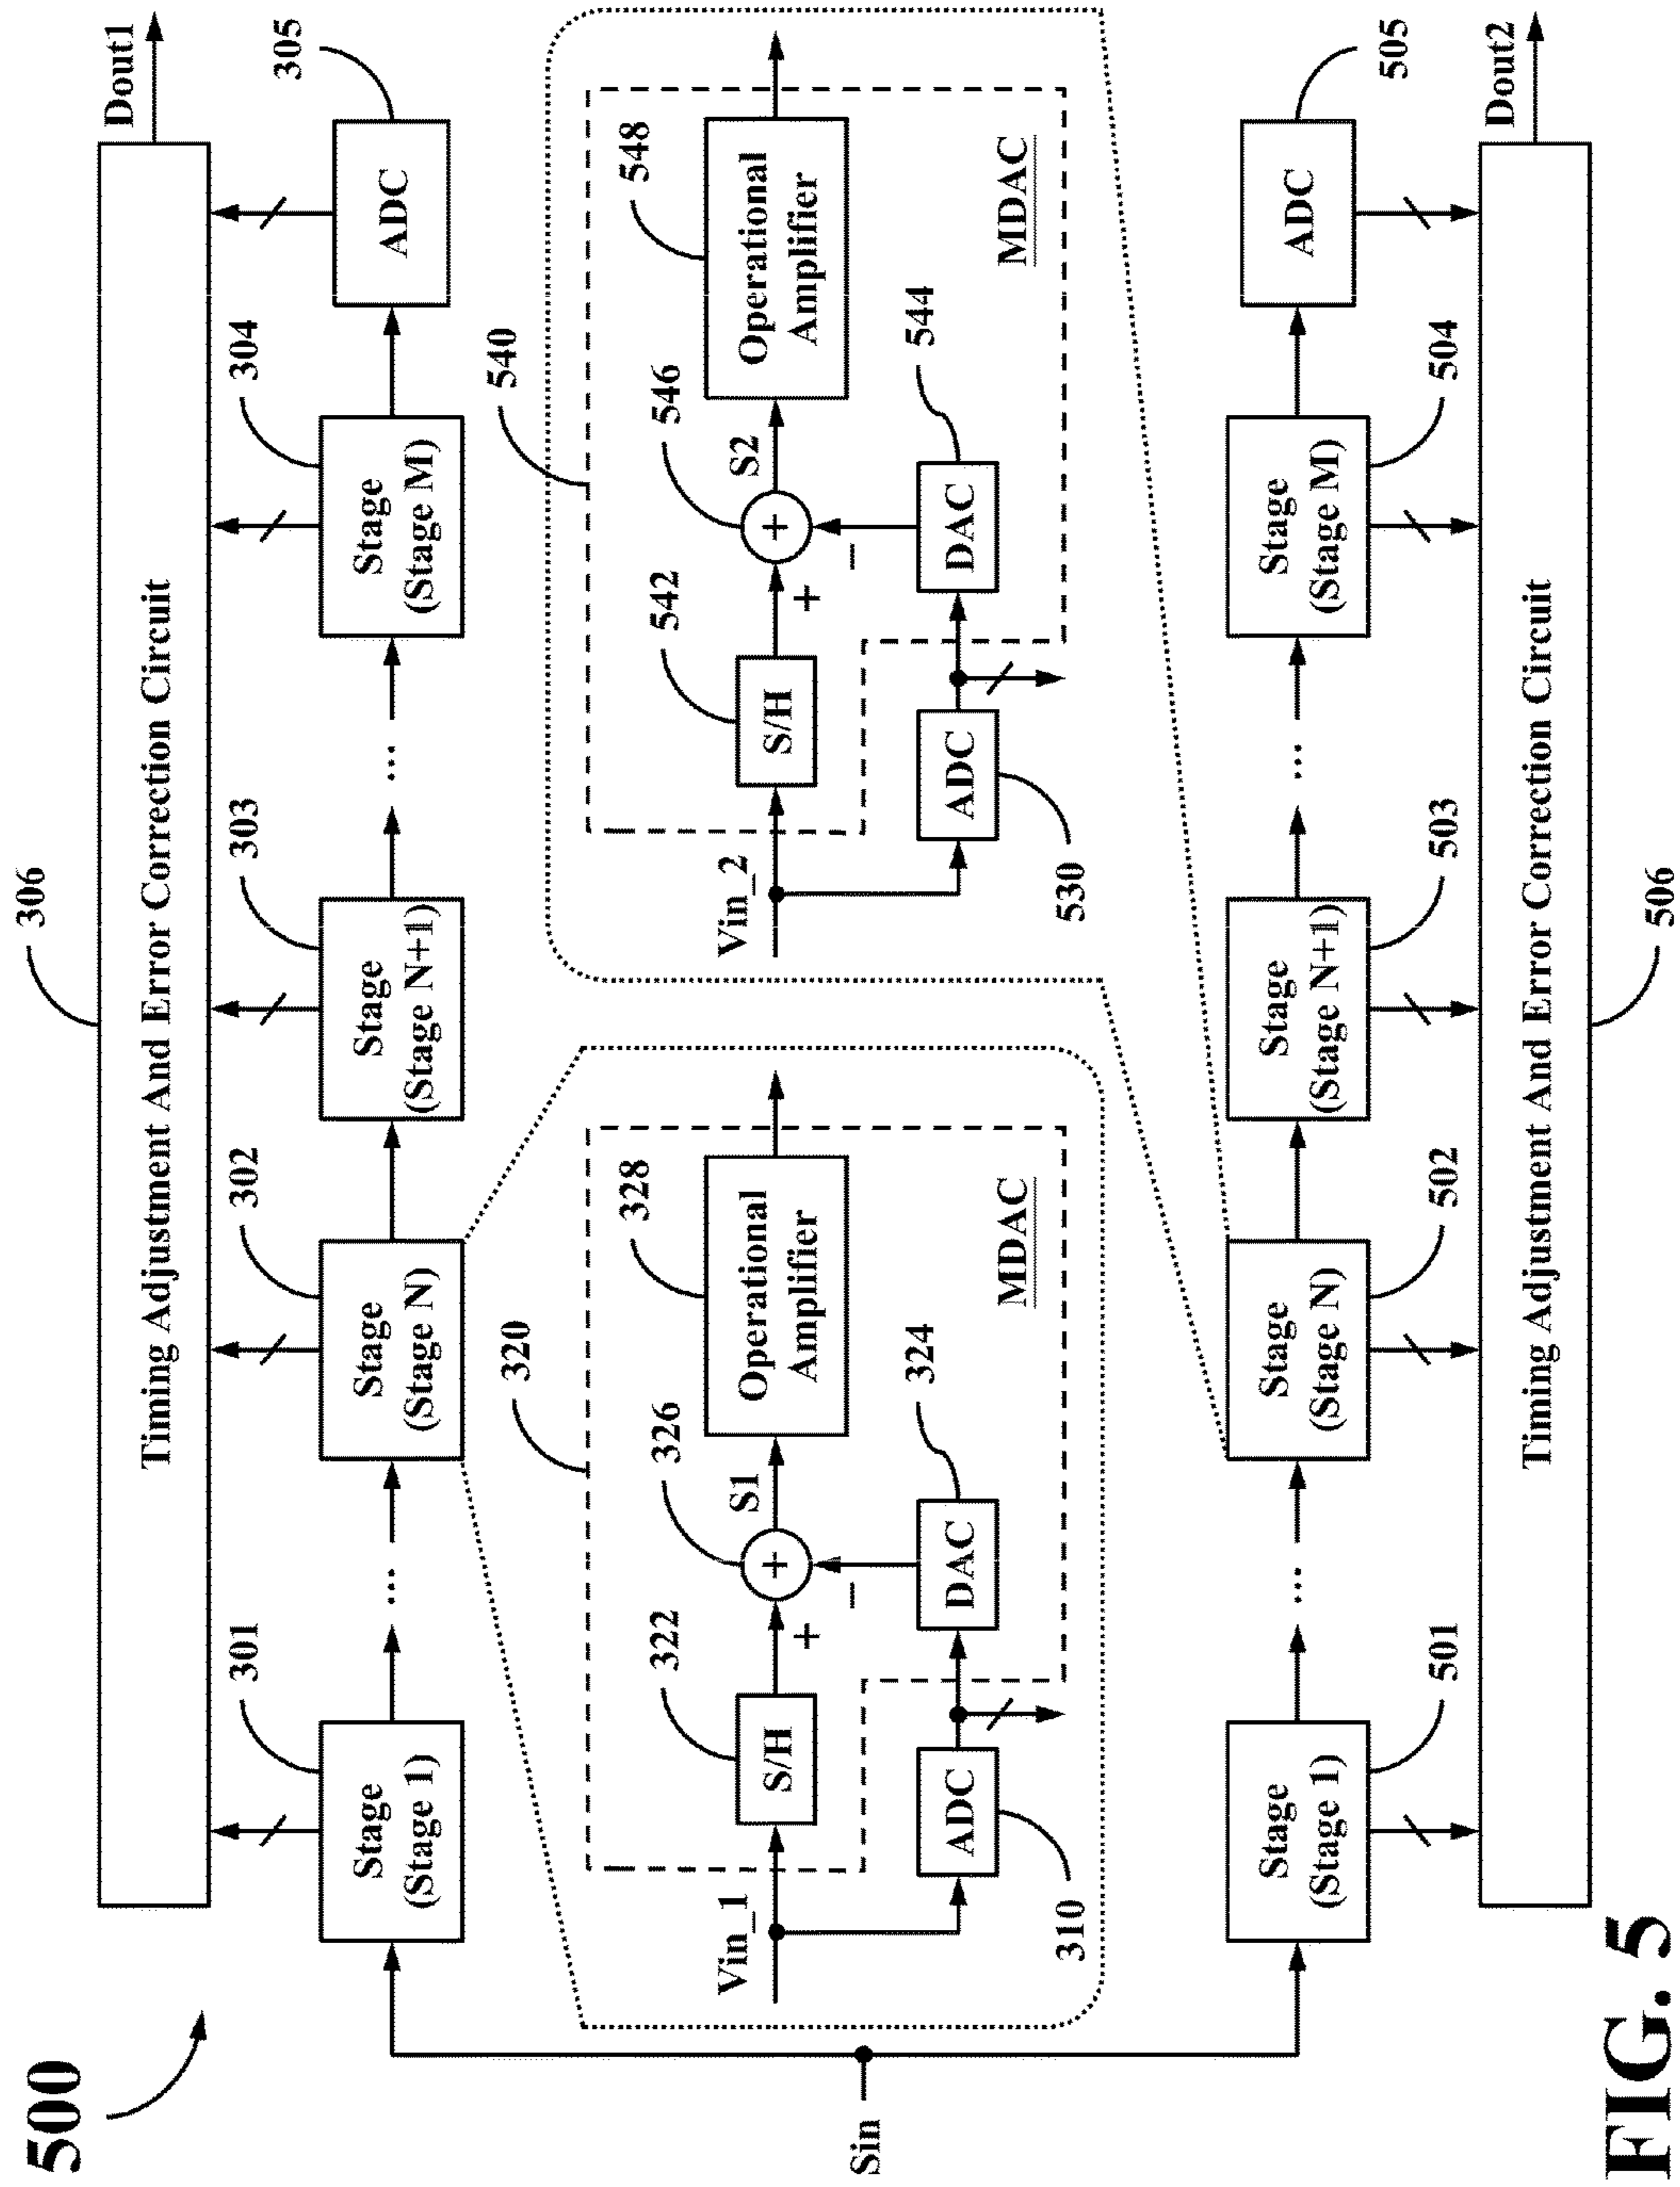 500
306
Timing Adjustment And Error Correction Circuit
Dout1
301
302
303
304
305
Stage
(Stage 1)
...
Stage
(Stage N)
Stage
(Stage N+1)
...
Stage
(Stage M)
ADC
320
322
326
328
Vin_1
S/H
+
+
−
S1
Operational
Amplifier
324
ADC
DAC
MDAC
310
540
542
546
548
Vin_2
S/H
+
+
−
S2
Operational
Amplifier
544
ADC
DAC
MDAC
530
Sin
Stage
(Stage 1)
...
Stage
(Stage N)
Stage
(Stage N+1)
...
Stage
(Stage M)
ADC
505
501
502
503
504
Timing Adjustment And Error Correction Circuit
Dout2
506
FIG. 5